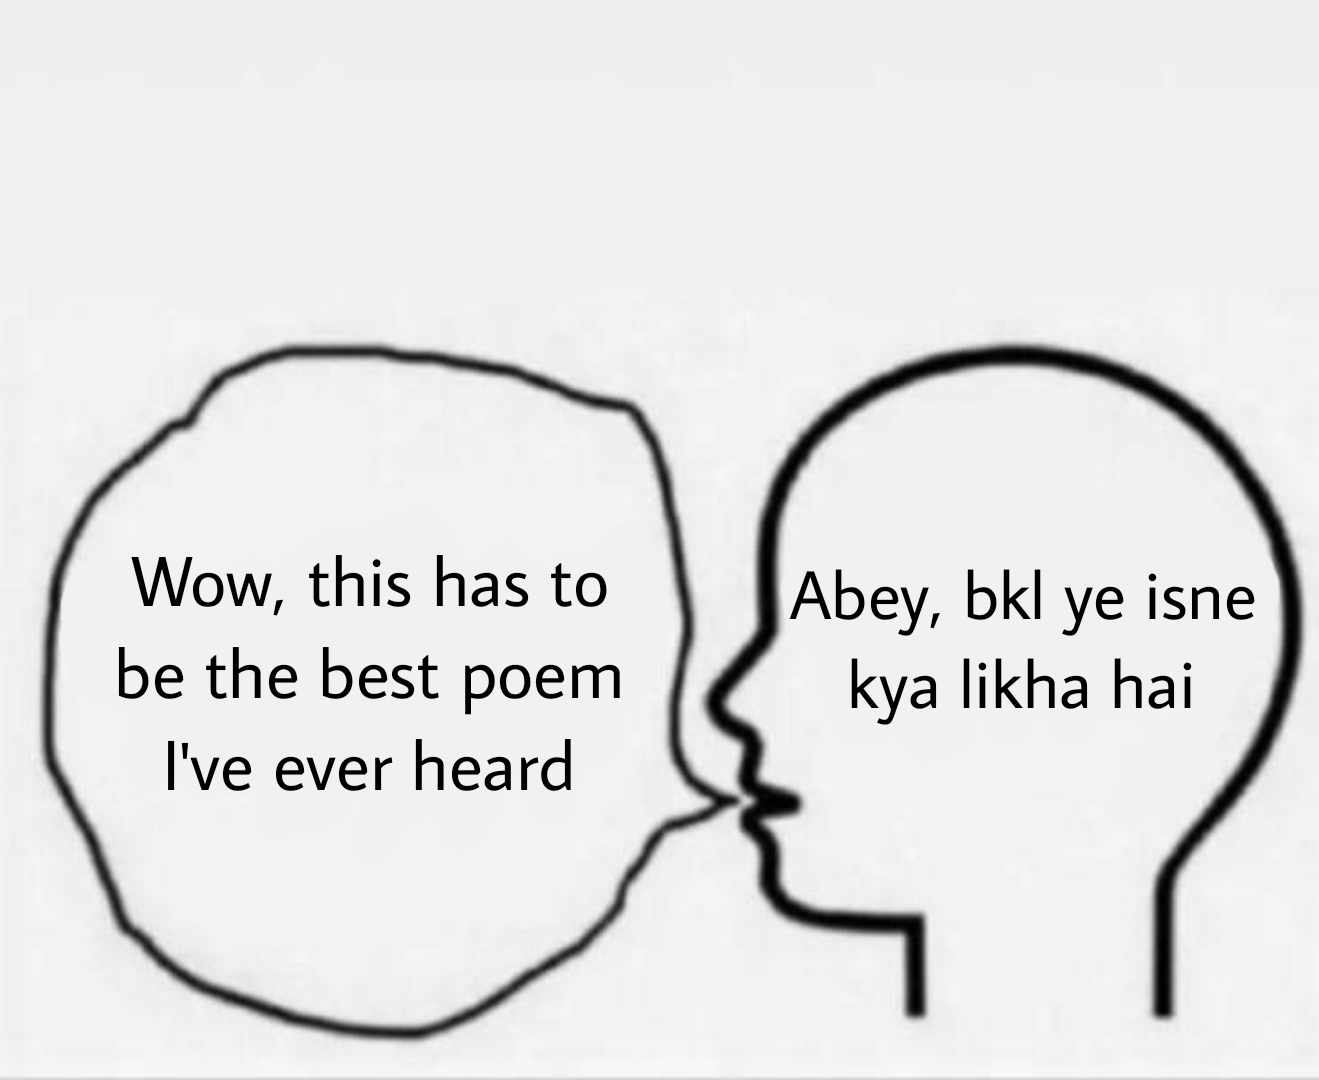 Wow, this has to
be the best poem
I've ever heard
Abey, bkl ye isne
kya likha hai